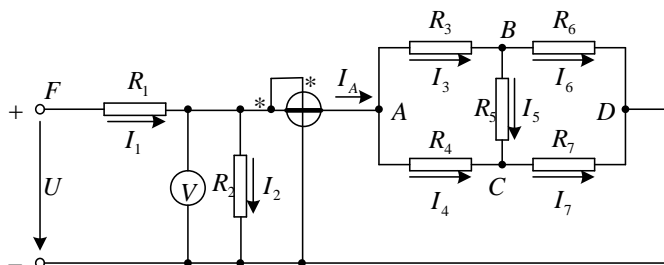 R3 B R6
I3 I6
* IA
F R1 * A R5 I5 D
+ I1 R4 R7
U V R2 I2 C
I4 I7
−